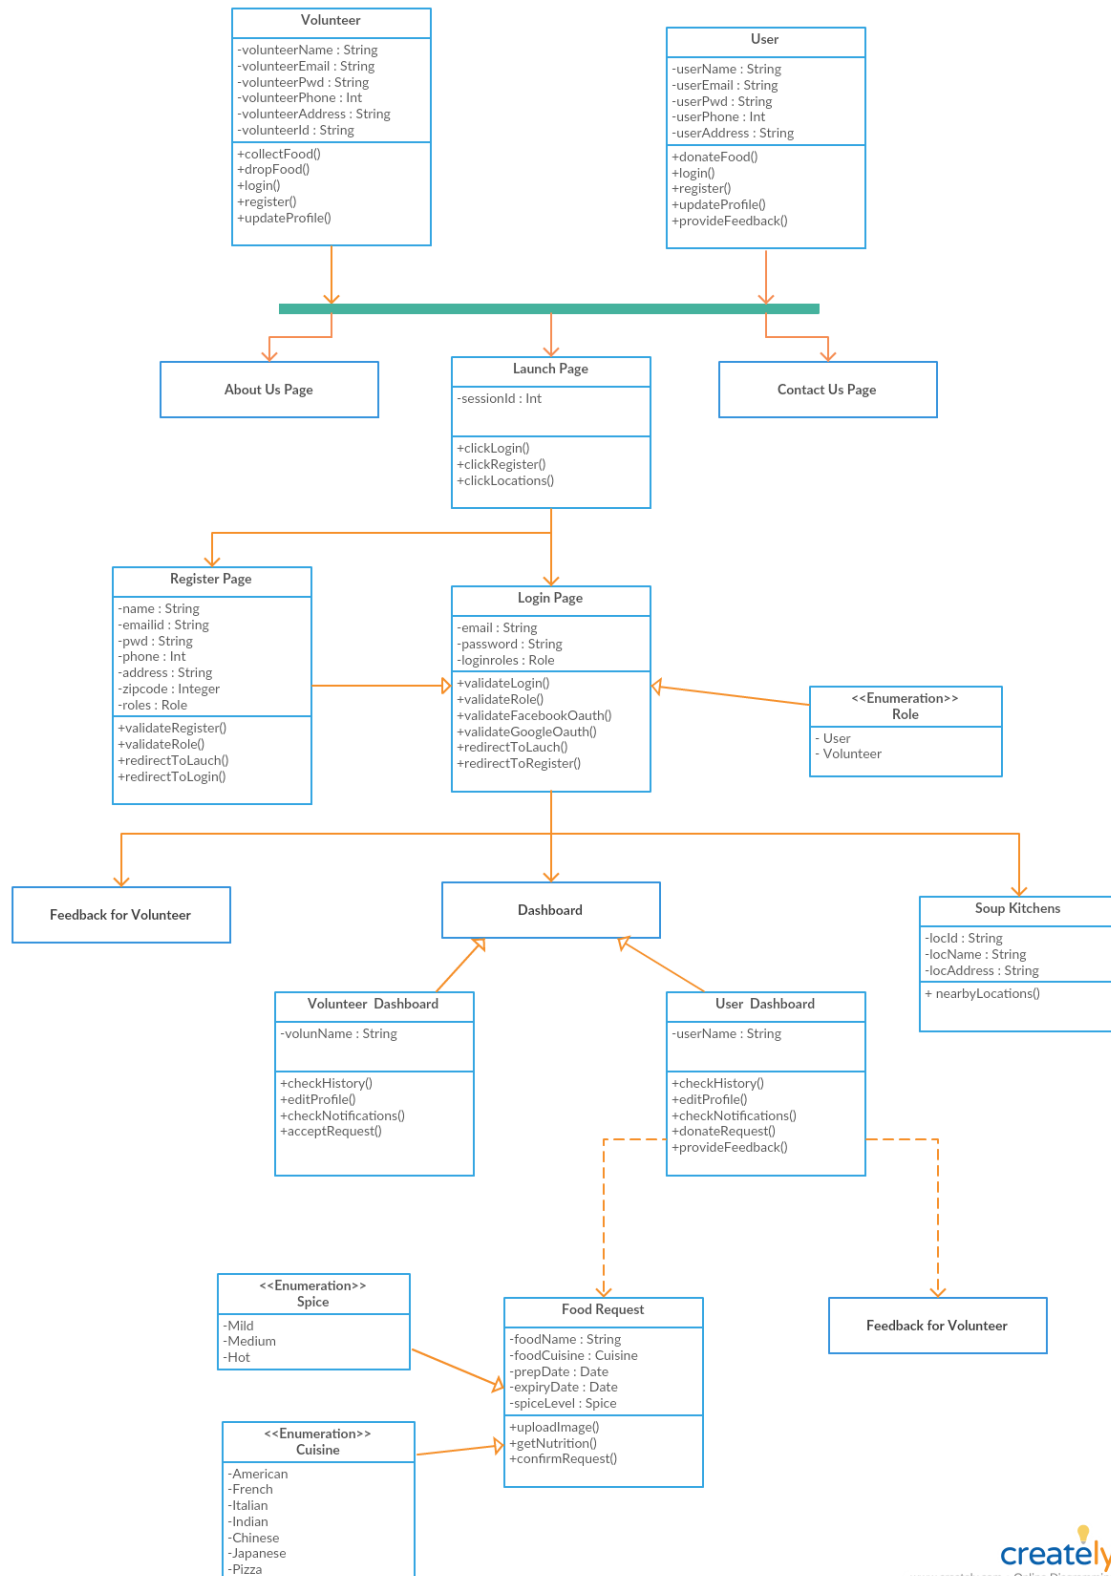 Volunteer
-volunteerName : String
-volunteerEmail : String
-volunteerPwd : String
-volunteerPhone : Int
-volunteerAddress : String
-volunteerId : String
+collectFood()
+dropFood()
+login()
+register()
+updateProfile()
User
-userName : String
-userEmail : String
-userPwd : String
-userPhone : Int
-userAddress : String
+donateFood()
+login()
+register()
+updateProfile()
+provideFeedback()
About Us Page
Launch Page
-sessionId : Int
+clickLogin()
+clickRegister()
+clickLocations()
Contact Us Page
Register Page
-name : String
-emailid : String
-pwd : String
-phone : Int
-address : String
-zipcode : Integer
-roles : Role
+validateRegister()
+validateRole()
+redirectToLauch()
+redirectToLogin()
Login Page
-email : String
-password : String
-loginroles : Role
+validateLogin()
+validateRole()
+validateFacebookOauth()
+validateGoogleOauth()
+redirectToLauch()
+redirectToRegister()
<<Enumeration>>
Role
- User
- Volunteer
Feedback for Volunteer
Dashboard
Soup Kitchens
-locId : String
-locName : String
-locAddress : String
+ nearbyLocations()
Volunteer Dashboard
-volunName : String
+checkHistory()
+editProfile()
+checkNotifications()
+acceptRequest()
User Dashboard
-userName : String
+checkHistory()
+editProfile()
+checkNotifications()
+donateRequest()
+provideFeedback()
<<Enumeration>>
Spice
-Mild
-Medium
-Hot
Food Request
-foodName : String
-foodCuisine : Cuisine
-prepDate : Date
-expiryDate : Date
-spiceLevel : Spice
+uploadImage()
+getNutrition()
+confirmRequest()
Feedback for Volunteer
<<Enumeration>>
Cuisine
-American
-French
-Italian
-Indian
-Chinese
-Japanese
-Pizza
creately